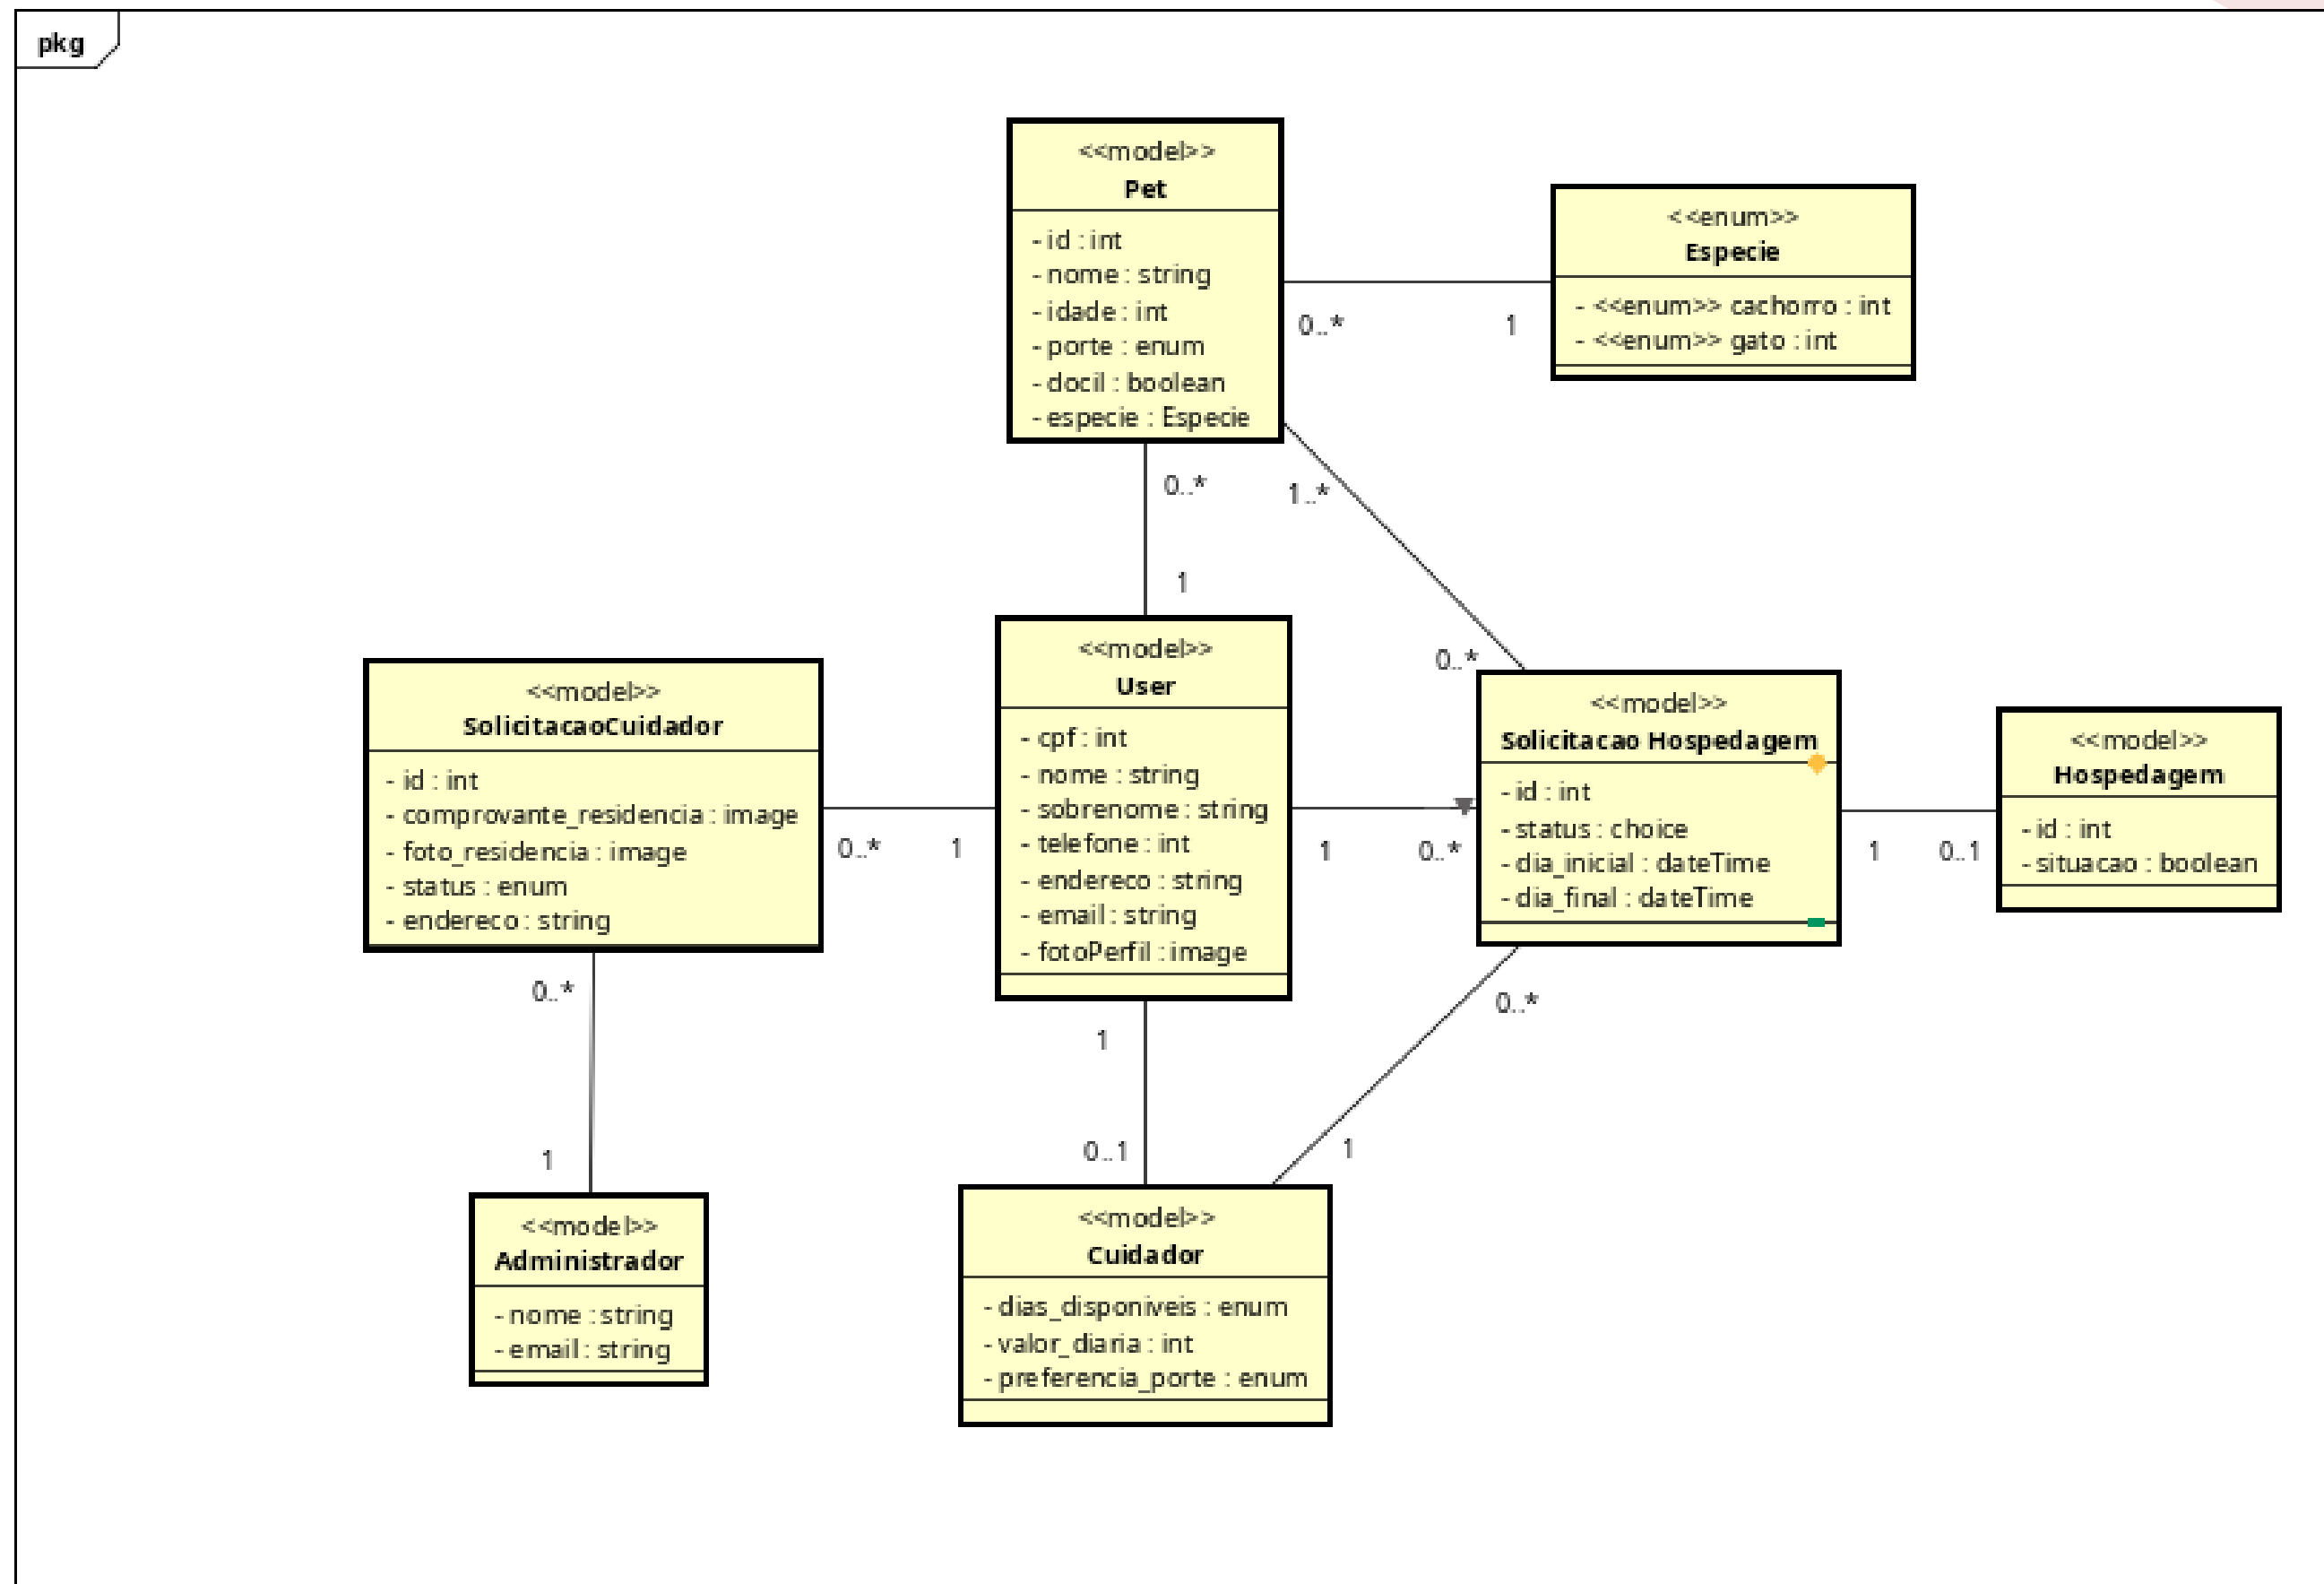 pkg
<<model>>
Pet
- id : int
- nome : string
- idade : int
- porte : enum
- docil : boolean
- especie : Especie
<<enum>>
Especie
- <<enum>> cachorro : int
- <<enum>> gato : int
0..*
1
0..*
1
1..*
0..*
<<model>>
SolicitacaoCuidador
- id : int
- comprovante_residencia : image
- foto_residencia : image
- status : enum
- endereco : string
0..*
1
<<model>>
User
- cpf : int
- nome : string
- sobrenome : string
- telefone : int
- endereco : string
- email : string
- fotoPerfil : image
1
0..*
<<model>>
Solicitacao Hospedagem
- id : int
- status : choice
- dia_inicial : dateTime
- dia_final : dateTime
1
0..1
<<model>>
Hospedagem
- id : int
- situacao : boolean
0..*
1
1
0..1
0..*
1
<<model>>
Administrador
- nome : string
- email : string
<<model>>
Cuidador
- dias_disponiveis : enum
- valor_diaria : int
- preferencia_porte : enum